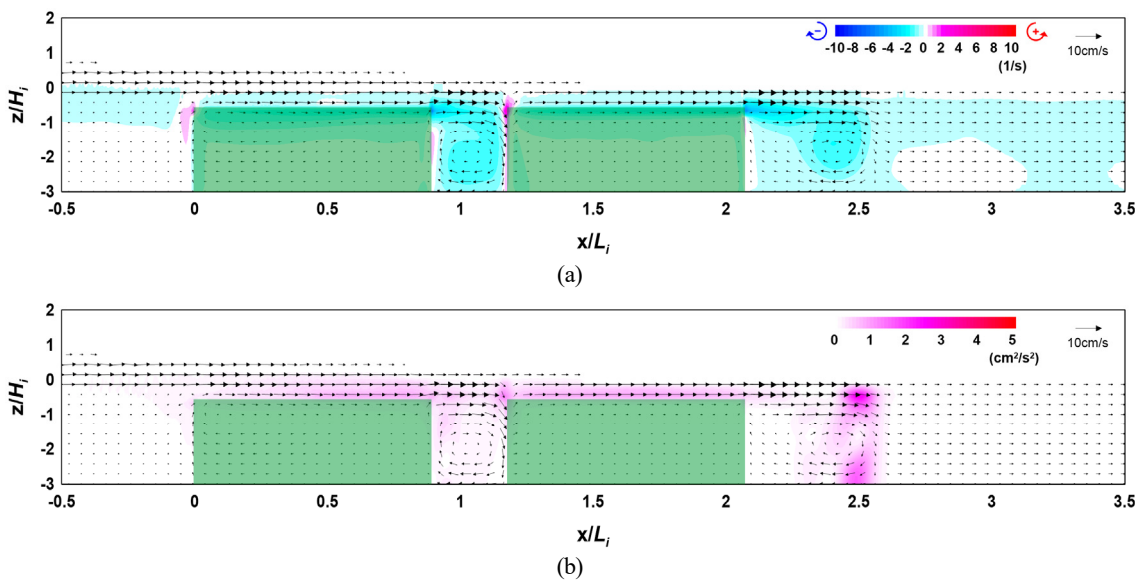 2
1
0
-1
-2
-3
z/Hi
− -10 -8 -6 -4 -2 0 2 4 6 8 10 +
(1/s)
10cm/s
-0.5 0 0.5 1 1.5 2 2.5 3 3.5
x/Li
(a)
2
1
0
-1
-2
-3
z/Hi
0 1 2 3 4 5
(cm²/s²)
10cm/s
-0.5 0 0.5 1 1.5 2 2.5 3 3.5
x/Li
(b)